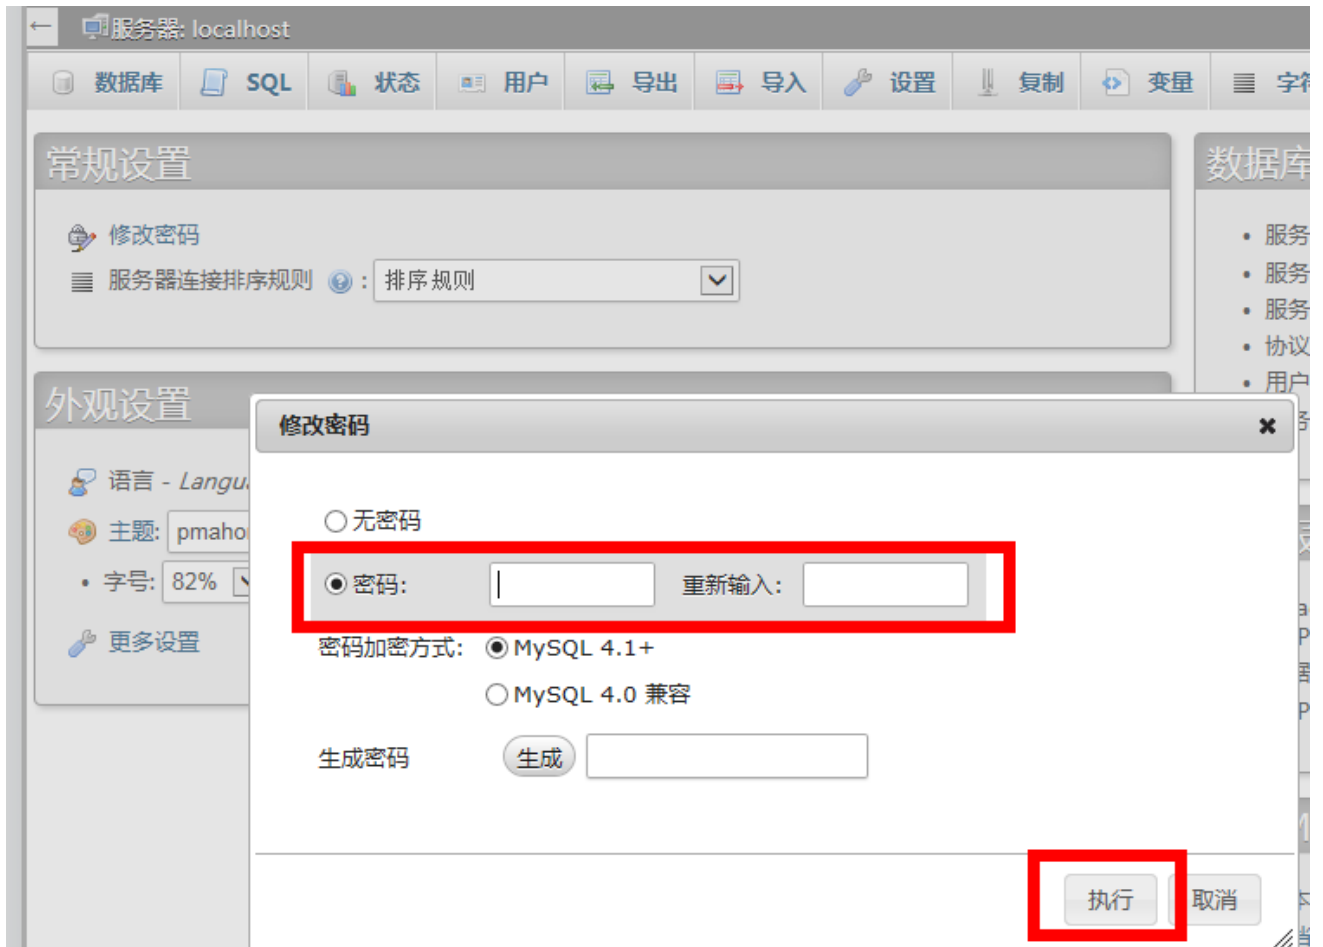 服务器: localhost
数据库 SQL 状态 用户 导出 导入 设置 复制 变量
常规设置
数据库
修改密码
服务器连接排序规则 : 排序规则
• 服务
• 服务
• 服务
• 协议
• 用户
外观设置
修改密码
语言 - Langu
主题: pmaho
• 字号: 82%
更多设置
无密码
密码: 重新输入:
密码加密方式: MySQL 4.1+
MySQL 4.0 兼容
生成密码 生成
执行 取消